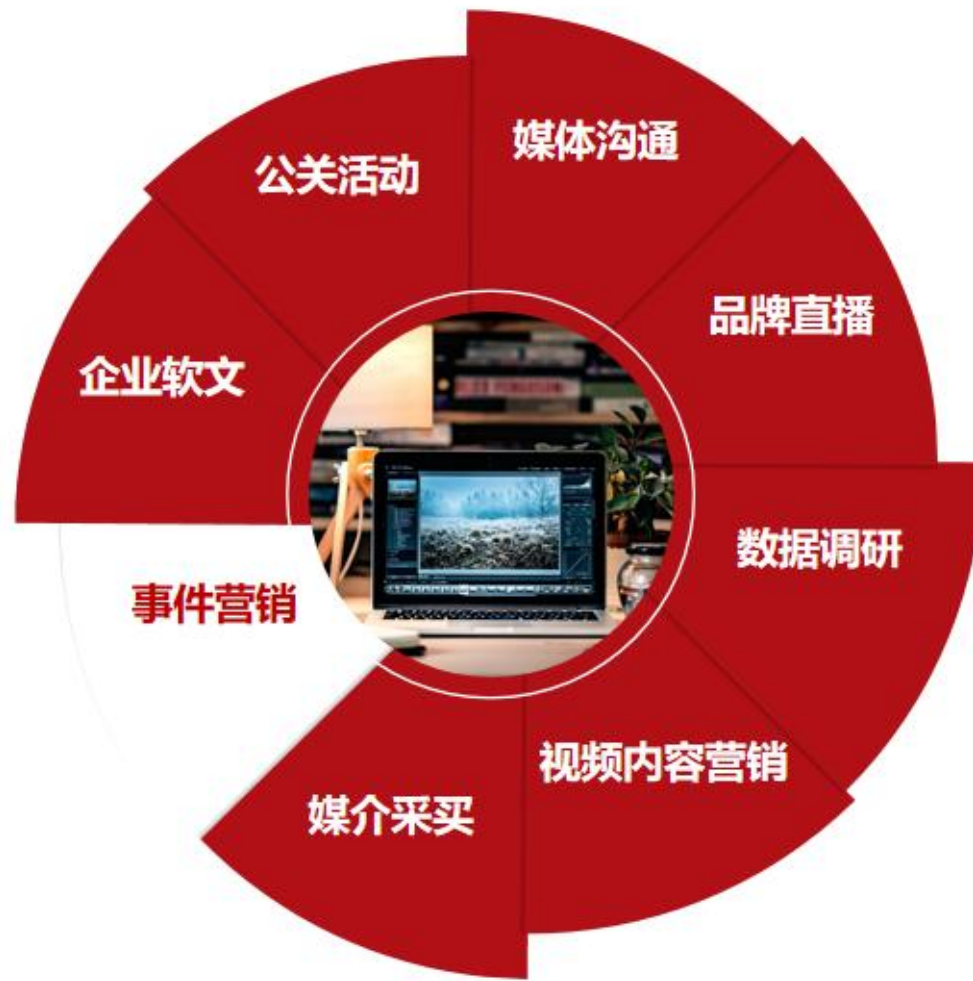 媒体沟通
品牌直播
数据调研
视频内容营销
媒介采买
事件营销
企业软文
公关活动